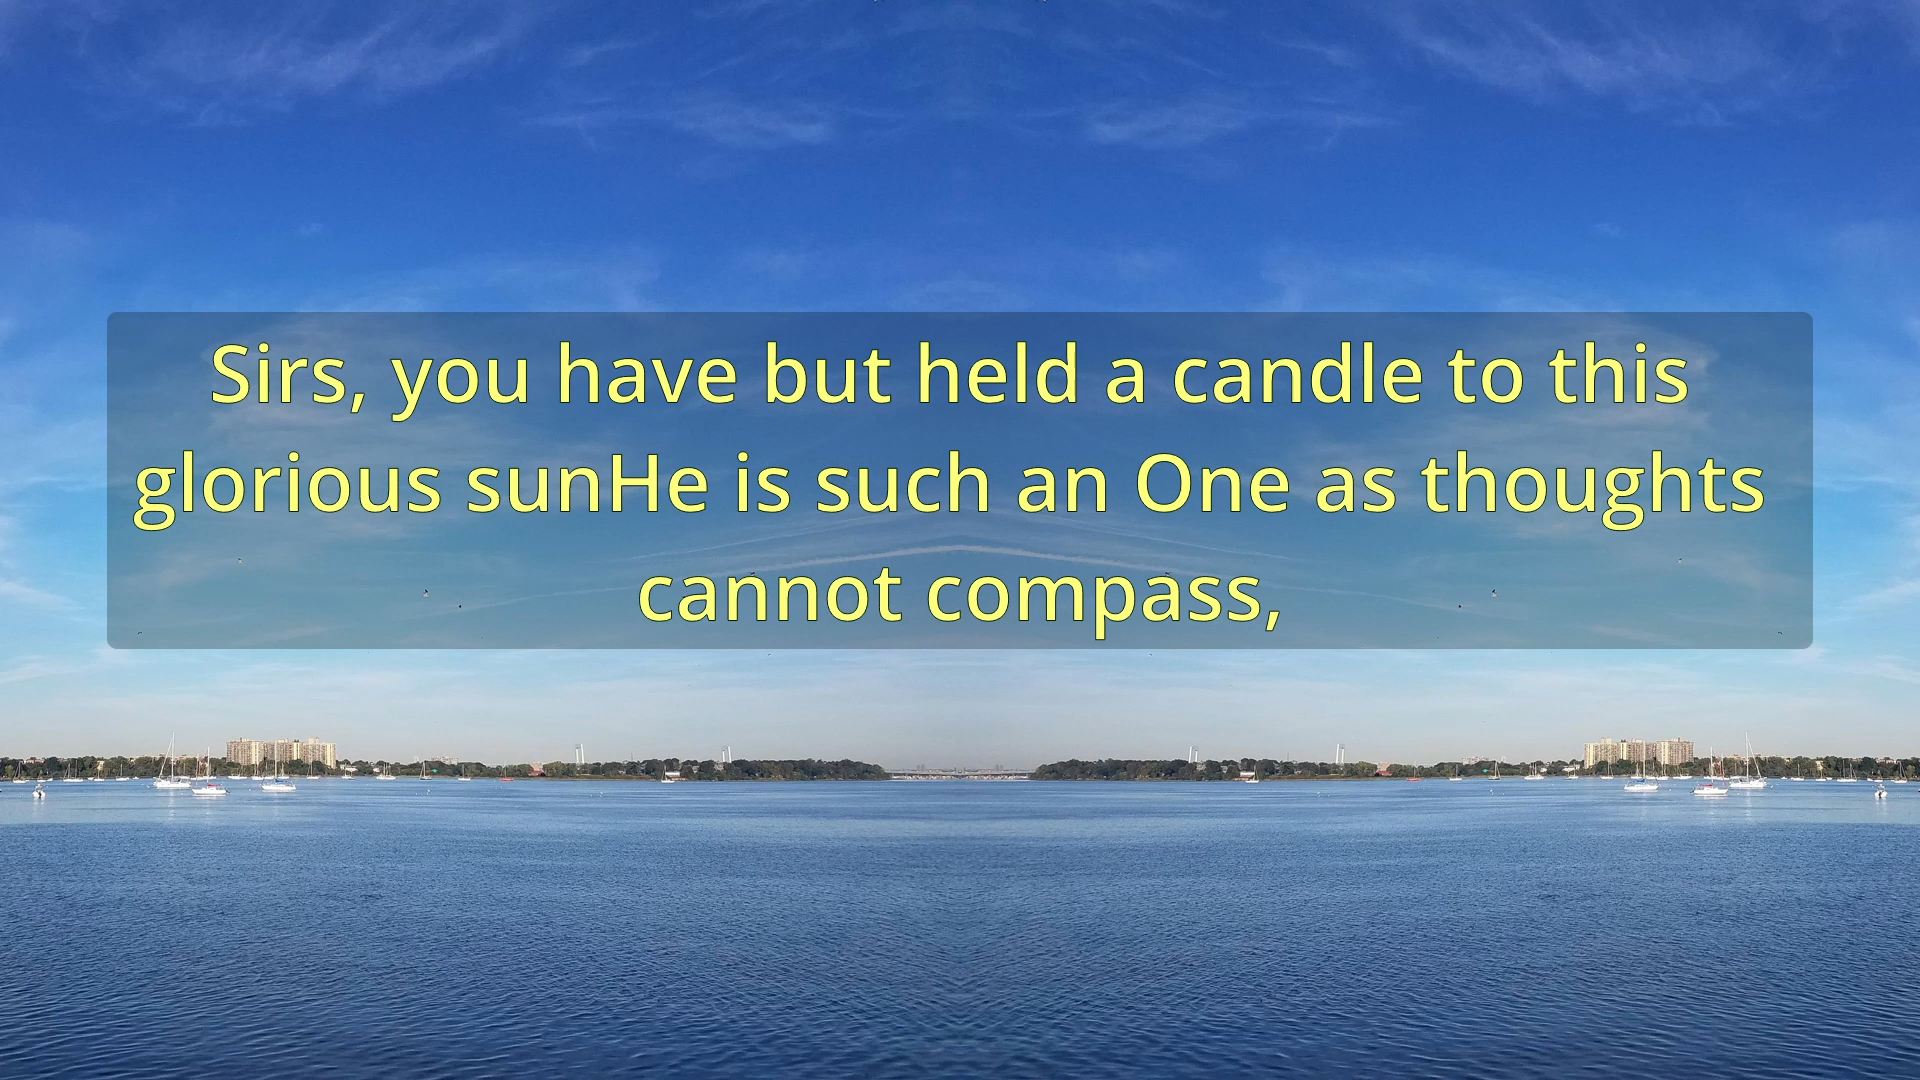 Sirs, you have but held a candle to this
glorious sunHe is such an One as thoughts
cannot compass,